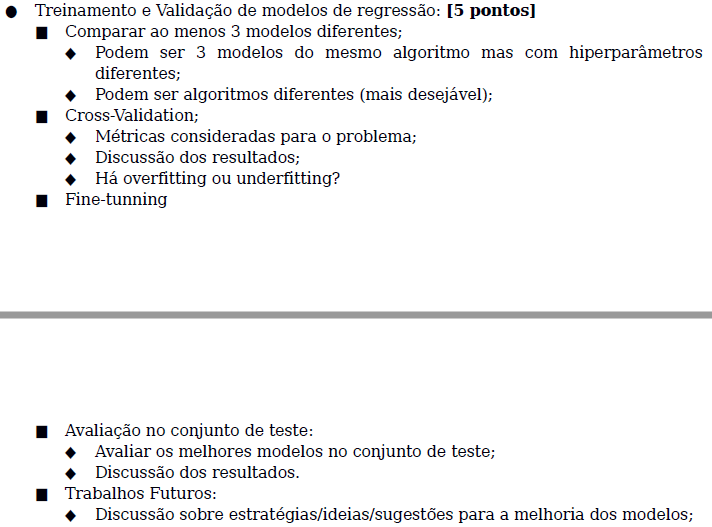 ● Treinamento e Validação de modelos de regressão: [5 pontos]
■ Comparar ao menos 3 modelos diferentes;
◆ Podem ser 3 modelos do mesmo algoritmo mas com hiperparâmetros
diferentes;
◆ Podem ser algoritmos diferentes (mais desejável);
■ Cross-Validation;
◆ Métricas consideradas para o problema;
◆ Discussão dos resultados;
◆ Há overfitting ou underfitting?
■ Fine-tunning
■ Avaliação no conjunto de teste:
◆ Avaliar os melhores modelos no conjunto de teste;
◆ Discussão dos resultados.
■ Trabalhos Futuros:
◆ Discussão sobre estratégias/ideias/sugestões para a melhoria dos modelos;